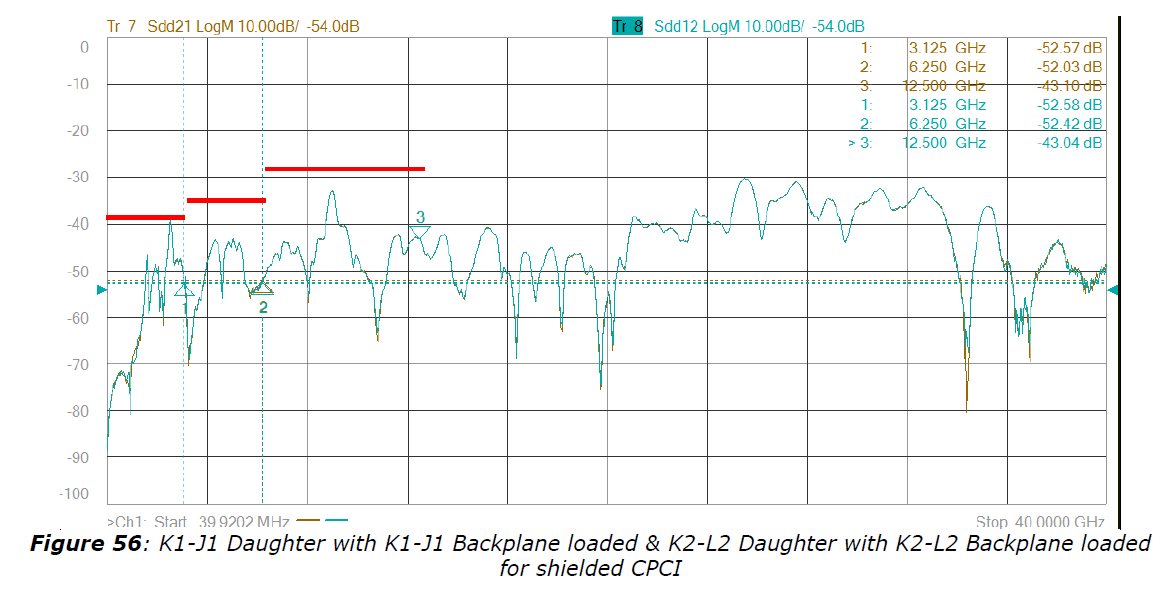 Tr 7 Sdd21 LogM 10.00dB/ -54.0dB
Tr 8 Sdd12 LogM 10.00dB/ -54.0dB
1: 3.125 GHz -52.57 dB
2: 6.250 GHz -52.03 dB
3: 12.500 GHz -43.10 dB
1: 3.125 GHz -52.58 dB
2: 6.250 GHz -52.42 dB
> 3: 12.500 GHz -43.04 dB
0
-10
-20
-30
-40
-50
-60
-70
-80
-90
-100
1
2
3
>Ch1: Start 39.9202 MHz
Stop 40.0000 GHz
Figure 56: K1-J1 Daughter with K1-J1 Backplane loaded & K2-L2 Daughter with K2-L2 Backplane loaded
for shielded CPCI